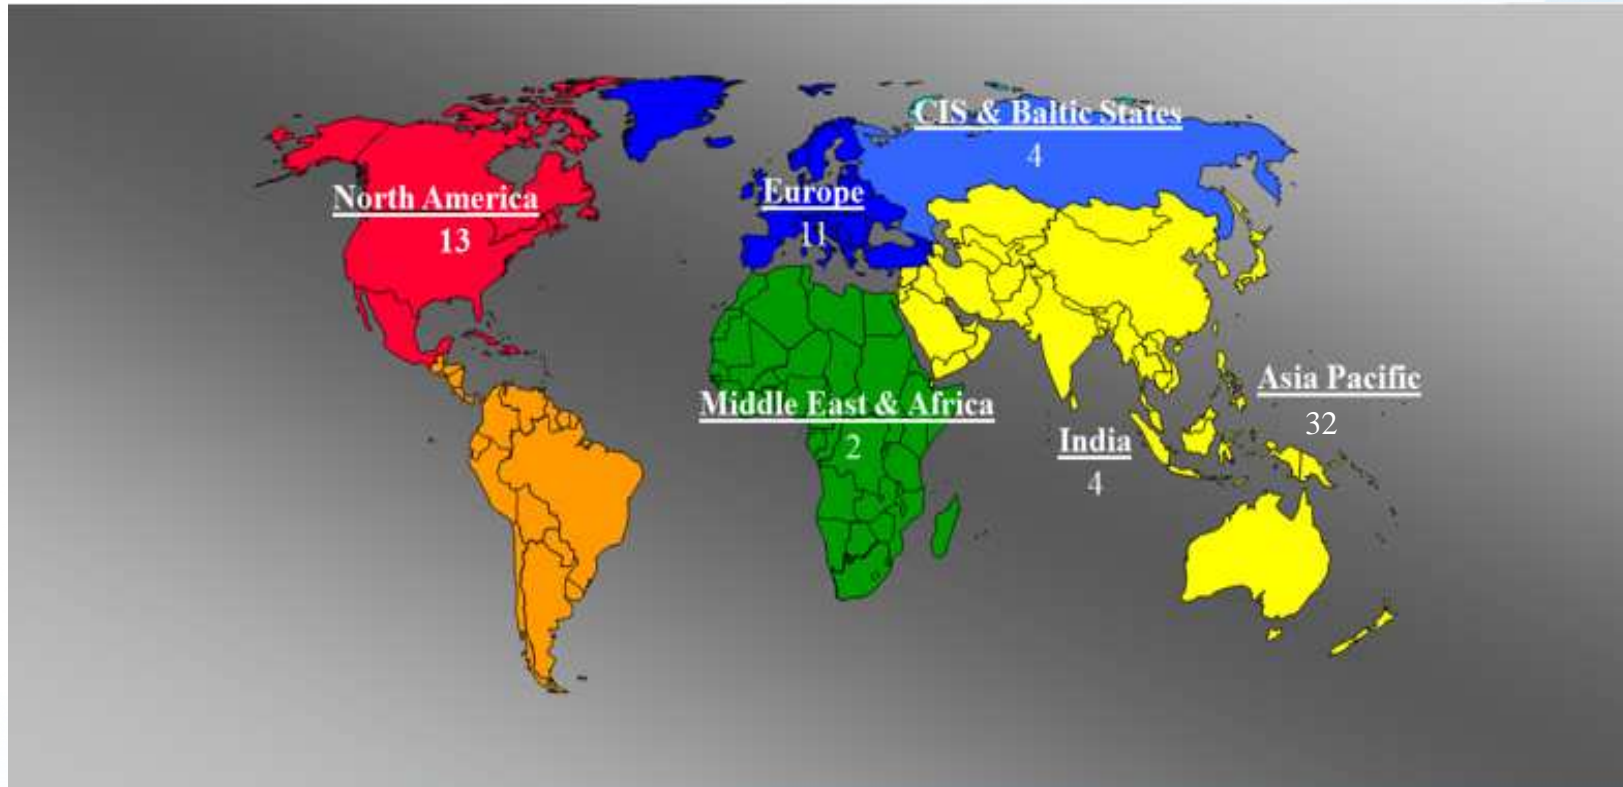 CIS & Baltic States
4
North America
13
Europe
11
Middle East & Africa
2
Asia Pacific
32
India
4